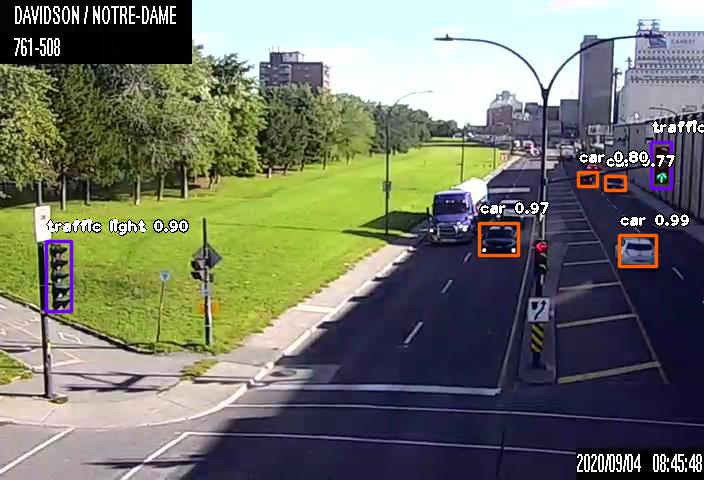 DAVIDSON / NOTRE-DAME
761-508
traffic
car 0.80
0.77
car 0.97
car 0.99
traffic light 0.90
2020/09/04 08:45:48